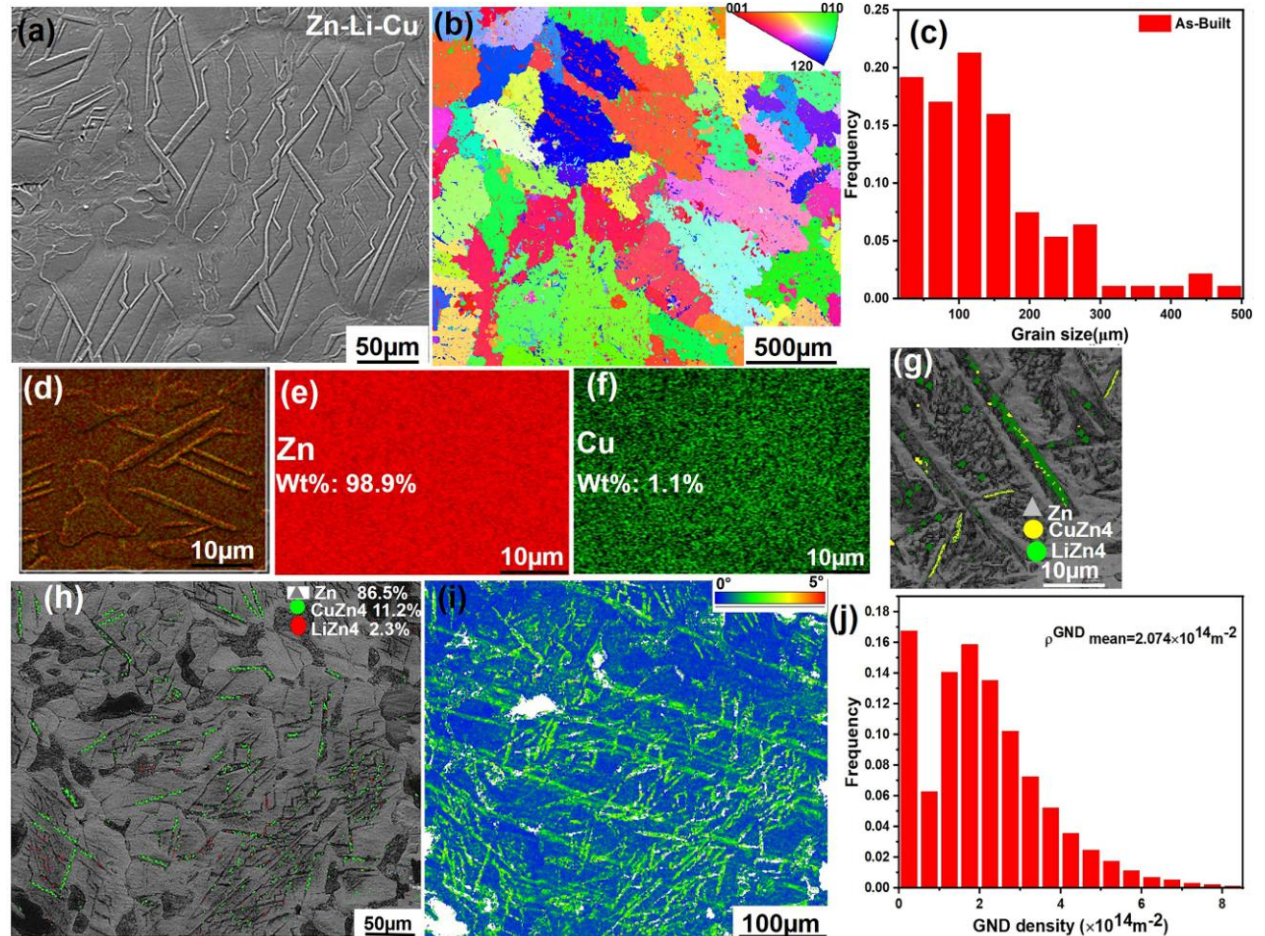 (a)
Zn-Li-Cu
50μm
(b)
001
010
120
500μm
(c)
As-Built
0.25
0.20
0.15
0.10
0.05
0.00
Frequency
100
200
300
400
500
Grain size(μm)
(d)
10μm
(e)
Zn
Wt%: 98.9%
10μm
(f)
Cu
Wt%: 1.1%
10μm
(g)
Zn
CuZn4
LiZn4
10μm
(h)
Zn 86.5%
CuZn4 11.2%
LiZn4 2.3%
50μm
(i)
0°
5°
100μm
(j)
ρGND mean=2.074×1014m-2
0.18
0.16
0.14
0.12
0.10
0.08
0.06
0.04
0.02
0.00
Frequency
0
2
4
6
8
GND density (×1014m-2)